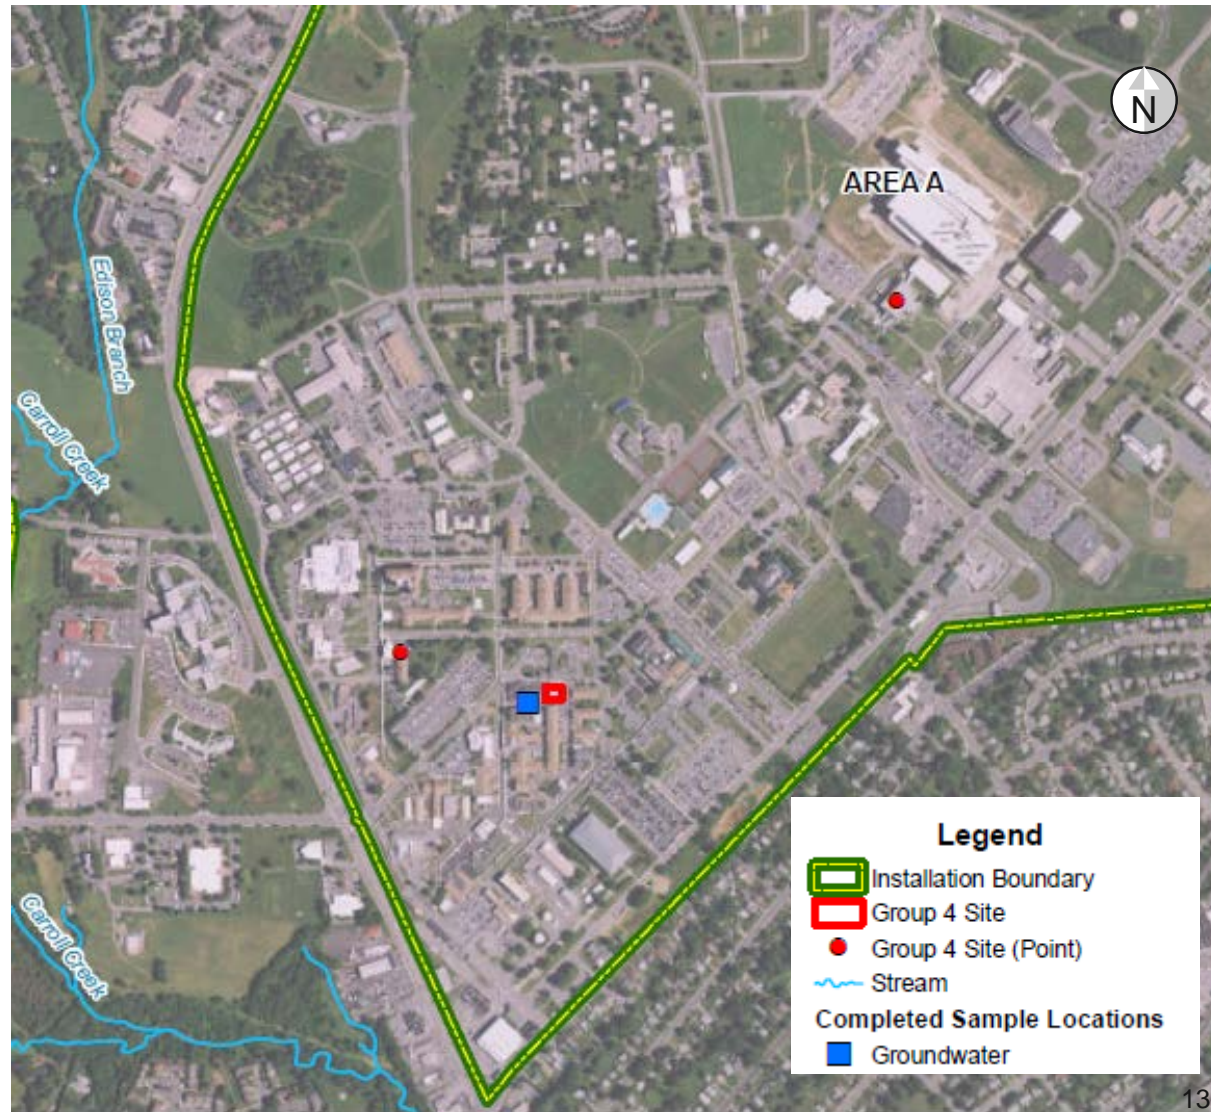 N
AREA A
Edison Branch
Carroll Creek
Carroll Creek
Legend
Installation Boundary
Group 4 Site
Group 4 Site (Point)
Stream
Completed Sample Locations
Groundwater
13